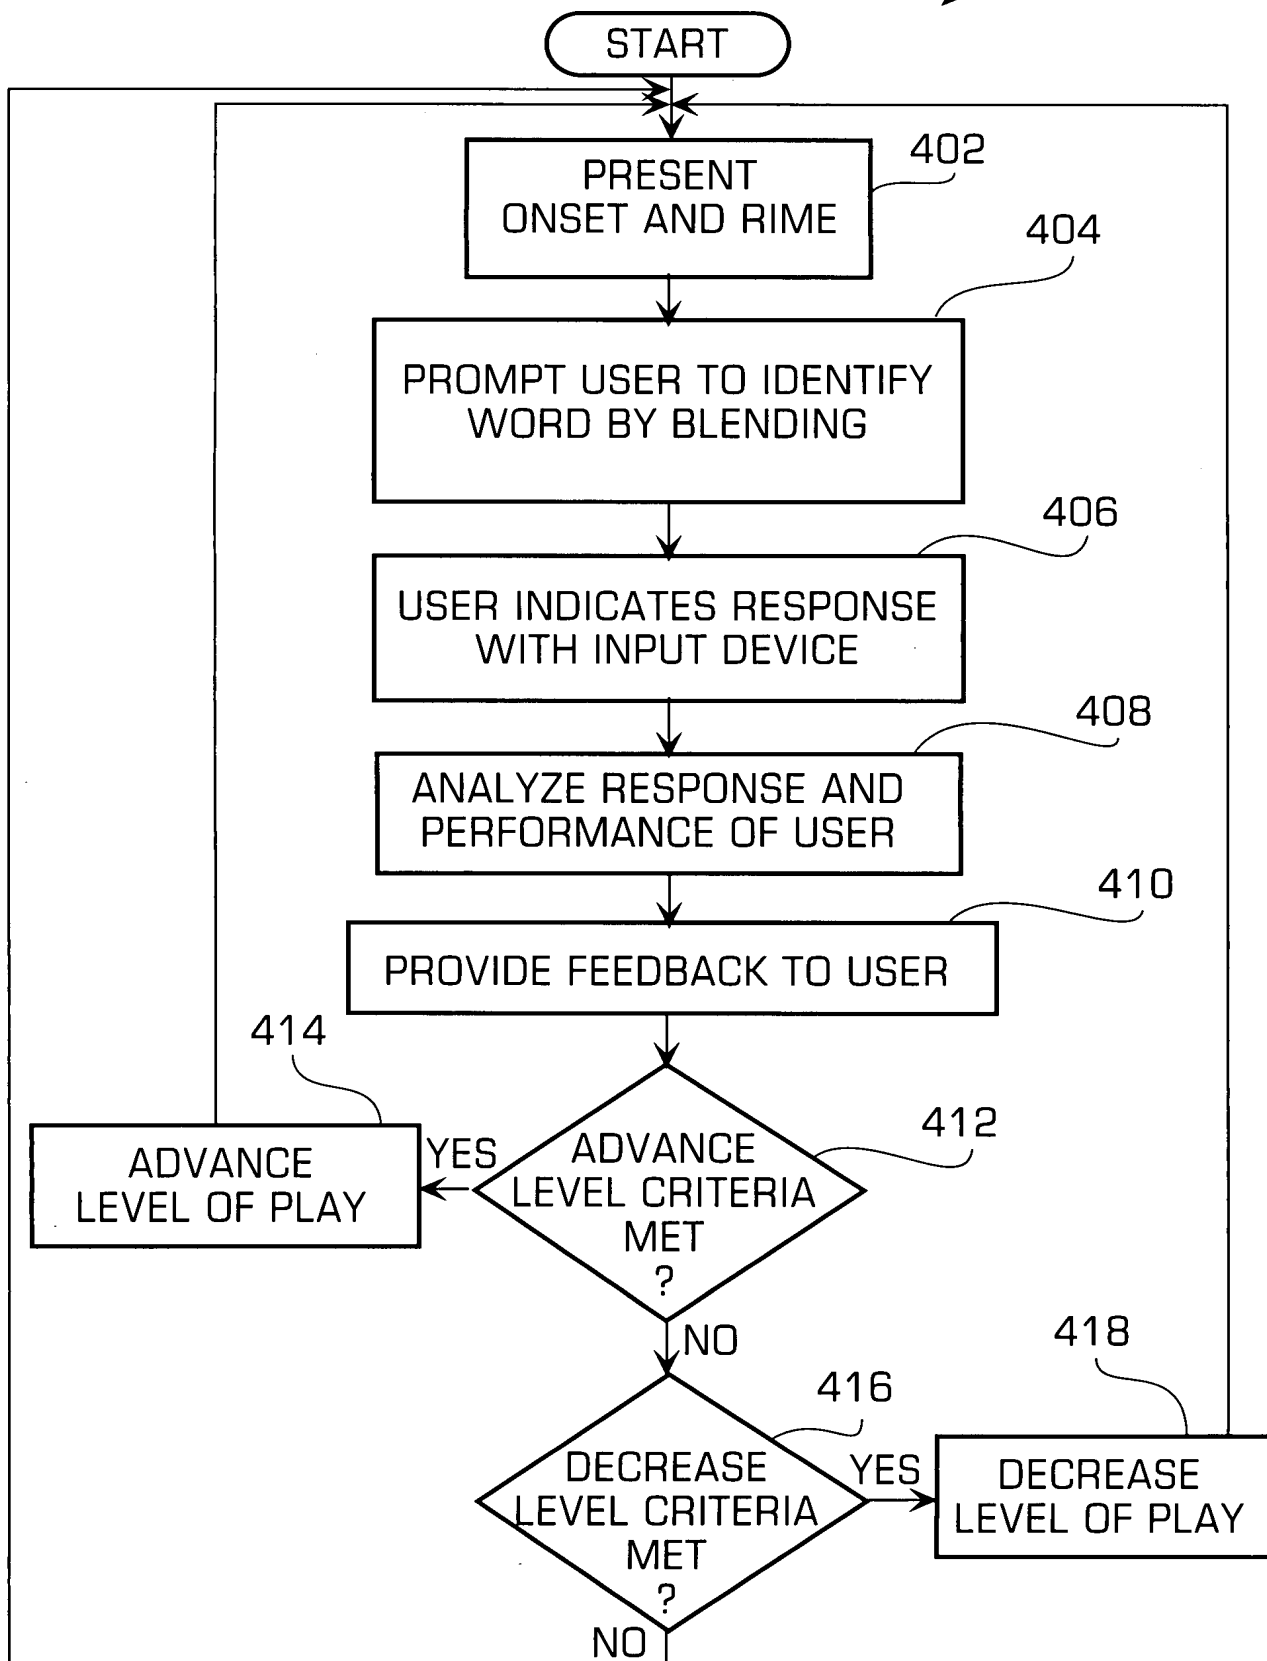 START
402
PRESENT
ONSET AND RIME
404
PROMPT USER TO IDENTIFY
WORD BY BLENDING
406
USER INDICATES RESPONSE
WITH INPUT DEVICE
408
ANALYZE RESPONSE AND
PERFORMANCE OF USER
410
PROVIDE FEEDBACK TO USER
414
ADVANCE
LEVEL OF PLAY
YES
412
ADVANCE
LEVEL CRITERIA
MET
?
NO
416
DECREASE
LEVEL CRITERIA
MET
?
YES
418
DECREASE
LEVEL OF PLAY
NO